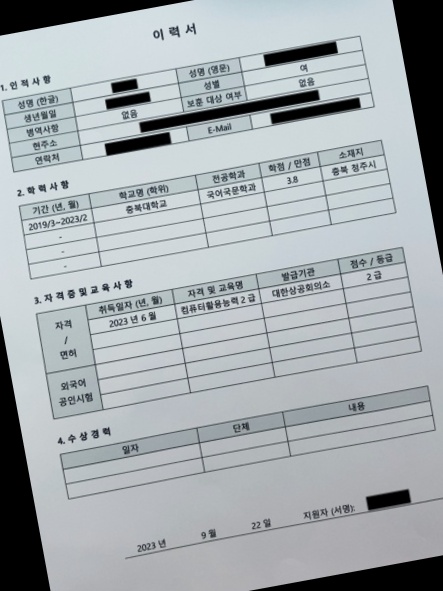 이 력 서
1. 인 적 사 항
성명 (한글) 성명 (영문)
생년월일 성별 여
병역사항 없음 보훈 대상 여부 없음
현주소
연락처 E-Mail
2. 학 력 사 항
기간 (년, 월) 학교명 (학위) 전공학과 학점 / 만점 소재지
2019/3~2023/2 충북대학교 국어국문학과 3.8 충북 청주시
-
-
-
3. 자 격 증 및 교 육 사 항
자격 / 면허 취득일자 (년, 월) 자격 및 교육명 발급기관 점수 / 등급
2023 년 6 월 컴퓨터활용능력 2 급 대한상공회의소 2 급
외국어
공인시험
4. 수 상 경 력
일자 단체 내용
2023 년 9 월 22 일 지원자 (서명):